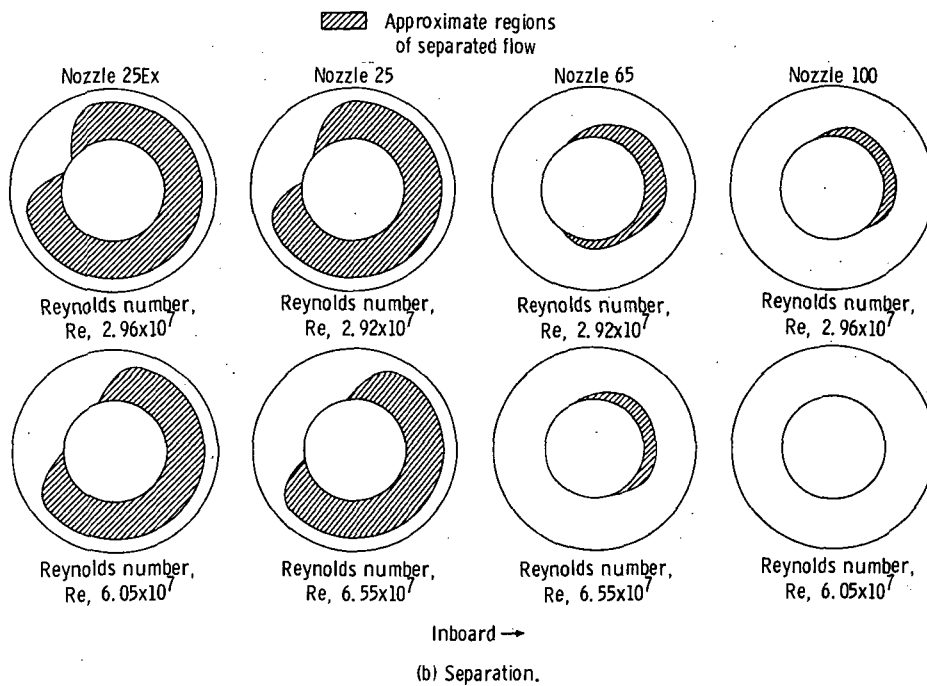 Approximate regions
of separated flow
Nozzle 25Ex
Nozzle 25
Nozzle 65
Nozzle 100
Reynolds number,
Re, 2.96x10⁷
Reynolds number,
Re, 2.92x10⁷
Reynolds number,
Re, 2.92x10⁷
Reynolds number,
Re, 2.96x10⁷
Reynolds number,
Re, 6.05x10⁷
Reynolds number,
Re, 6.55x10⁷
Reynolds number,
Re, 6.55x10⁷
Reynolds number,
Re, 6.05x10⁷
Inboard →
(b) Separation.